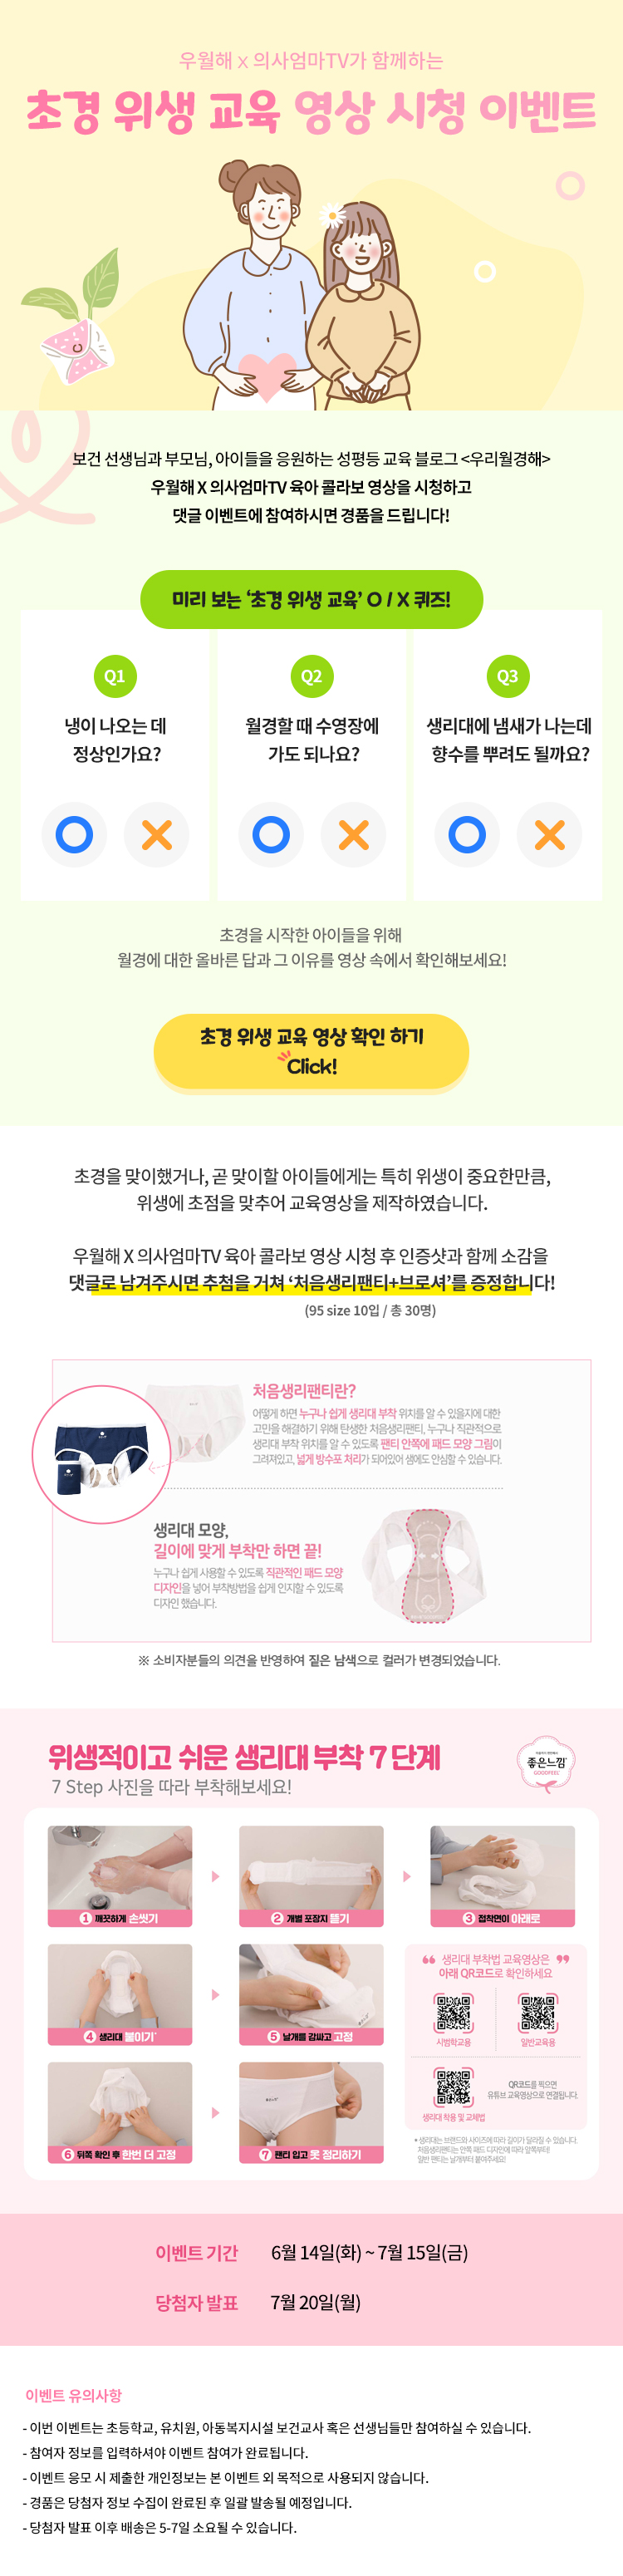 우월해 x 의사엄마TV가 함께하는
초경 위생 교육 영상 시청 이벤트
보건 선생님과 부모님, 아이들을 응원하는 성평등 교육 블로그 <우리월경해>
우월해 X 의사엄마TV 육아 콜라보 영상을 시청하고
댓글 이벤트에 참여하시면 경품을 드립니다!
미리 보는 ‘초경 위생 교육’ O / X 퀴즈!
Q1
냉이 나오는 데
정상인가요?
Q2
월경할 때 수영장에
가도 되나요?
Q3
생리대에 냄새가 나는데
향수를 뿌려도 될까요?
초경을 시작한 아이들을 위해
월경에 대한 올바른 답과 그 이유를 영상 속에서 확인해보세요!
초경 위생 교육 영상 확인 하기
Click!
초경을 맞이했거나, 곧 맞이할 아이들에게는 특히 위생이 중요한만큼,
위생에 초점을 맞추어 교육영상을 제작하였습니다.
우월해 X 의사엄마TV 육아 콜라보 영상 시청 후 인증샷과 함께 소감을
댓글로 남겨주시면 추첨을 거쳐 ‘처음생리팬티+브로셔’를 증정합니다!
(95 size 10입 / 총 30명)
처음생리팬티란?
어떻게 하면 누구나 쉽게 생리대 부착 위치를 알 수 있을지에 대한
고민을 해결하기 위해 탄생한 처음생리팬티, 누구나 직관적으로
생리대 부착 위치를 알 수 있도록 팬티 안쪽에 패드 모양 그림이
그려져있고, 넓게 방수포 처리가 되어있어 샘에도 안심할 수 있습니다.
생리대 모양,
길이에 맞게 부착만 하면 끝!
누구나 쉽게 사용할 수 있도록 직관적인 패드 모양
디자인을 넣어 부착방법을 쉽게 인지할 수 있도록
디자인 했습니다.
※ 소비자분들의 의견을 반영하여 짙은 남색으로 컬러가 변경되었습니다.
위생적이고 쉬운 생리대 부착 7 단계
7 Step 사진을 따라 부착해보세요!
좋은느낌
GOODFEEL
1 깨끗하게 손씻기
2 개별 포장지 뜯기
3 접착면이 아래로
4 생리대 붙이기*
5 날개를 감싸고 고정
❝ 생리대 부착법 교육영상은 ❞
아래 QR코드로 확인하세요
시범학교용
일반교육용
생리대 착용 및 교체법
QR코드를 찍으면
유튜브 교육영상으로 연결됩니다.
6 뒤쪽 확인 후 한번 더 고정
7 팬티 입고 옷 정리하기
* 생리대는 브랜드와 사이즈에 따라 길이가 달라질 수 있습니다.
처음생리팬티는 안쪽 패드 디자인에 따라 앞쪽부터!
일반 팬티는 날개부터 붙여주세요!
이벤트 기간 6월 14일(화) ~ 7월 15일(금)
당첨자 발표 7월 20일(월)
이벤트 유의사항
- 이번 이벤트는 초등학교, 유치원, 아동복지시설 보건교사 혹은 선생님들만 참여하실 수 있습니다.
- 참여자 정보를 입력하셔야 이벤트 참여가 완료됩니다.
- 이벤트 응모 시 제출한 개인정보는 본 이벤트 외 목적으로 사용되지 않습니다.
- 경품은 당첨자 정보 수집이 완료된 후 일괄 발송될 예정입니다.
- 당첨자 발표 이후 배송은 5-7일 소요될 수 있습니다.